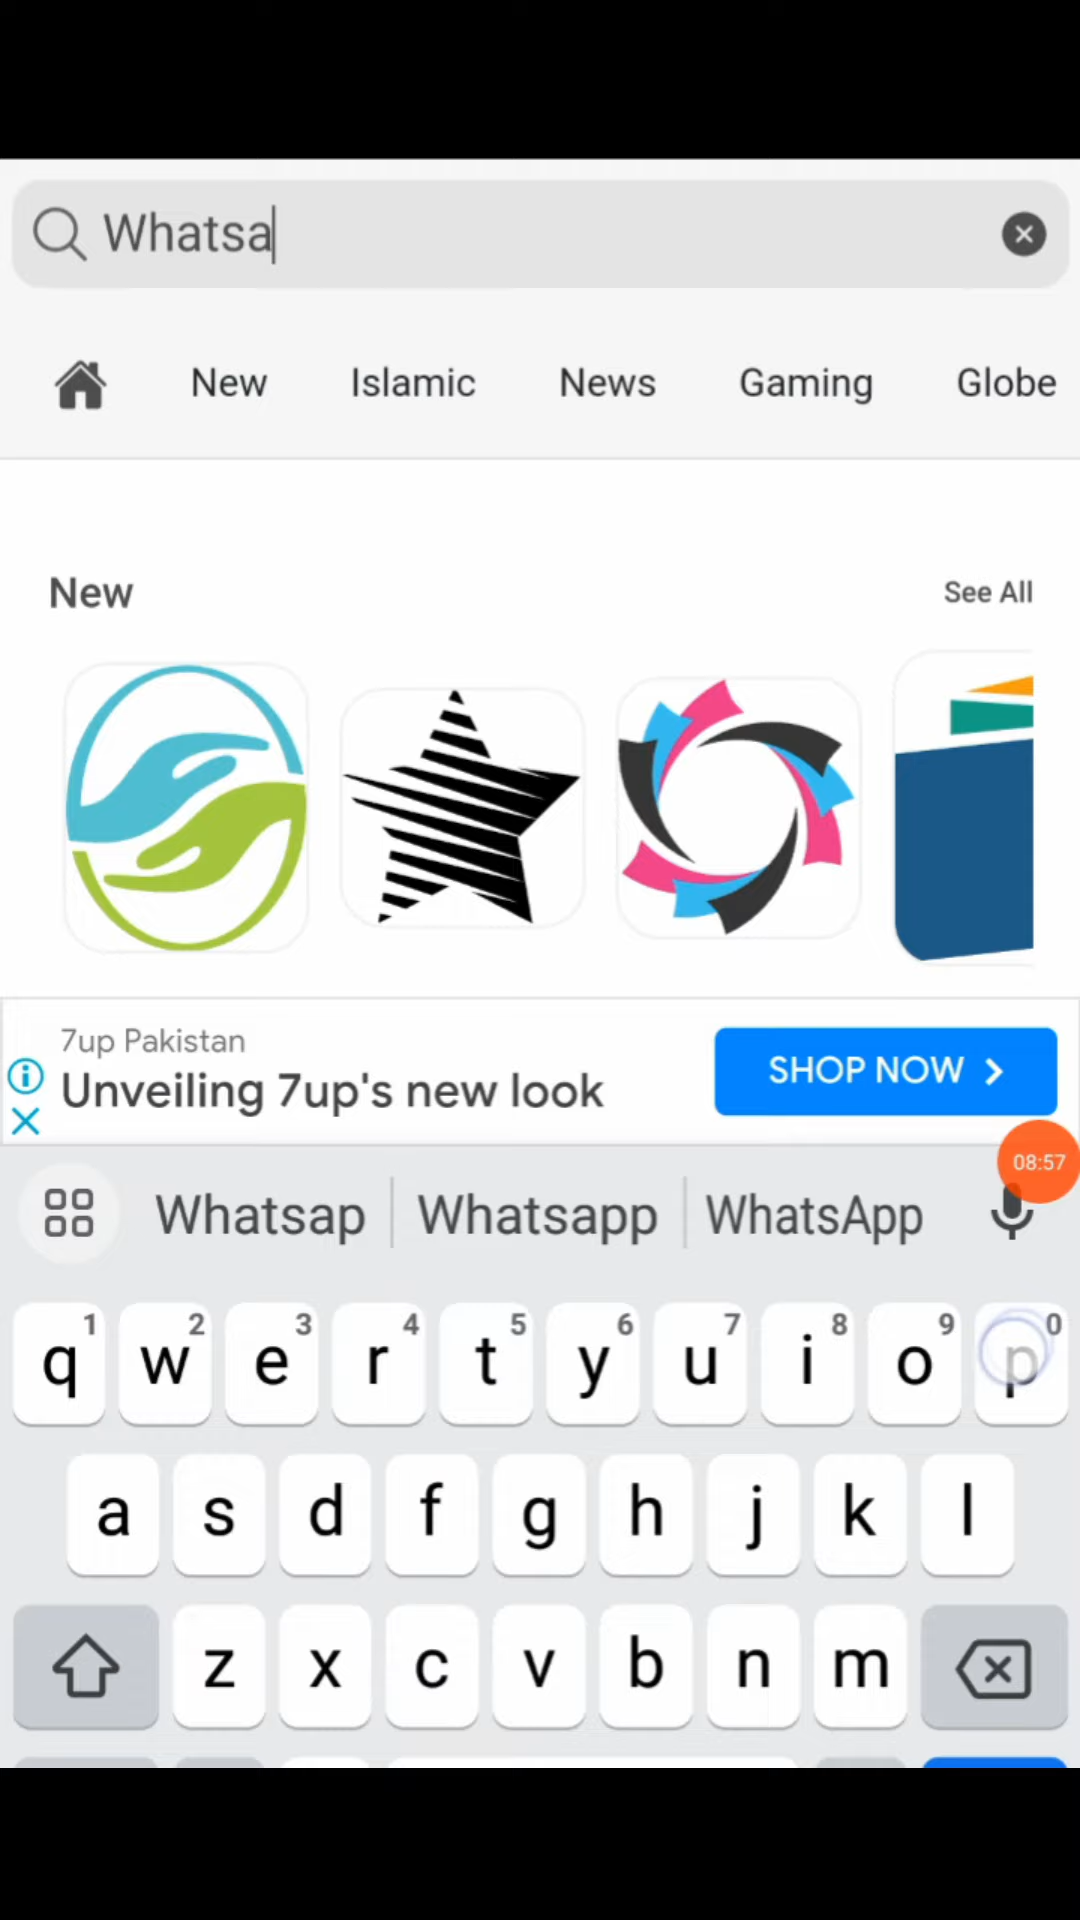 Whatsa
New Islamic News Gaming Globe
New See All
7up Pakistan
Unveiling 7up's new look
SHOP NOW
08:57
Whatsap Whatsapp WhatsApp
1 2 3 4 5 6 7 8 9 0
q w e r t y u i o p
a s d f g h j k l
z x c v b n m